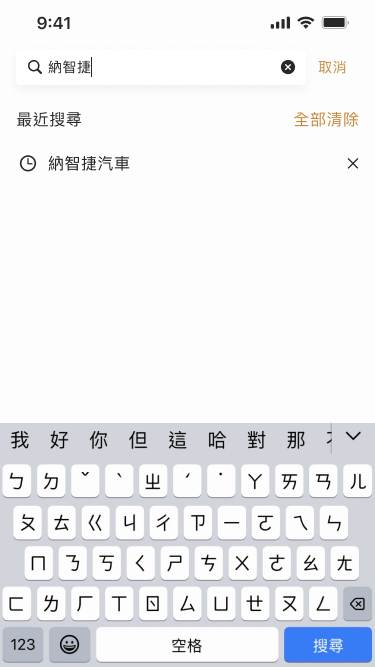 9:41
納智捷 取消
最近搜尋 全部清除
納智捷汽車
我 好 你 但 這 哈 對 那
ㄅ ㄉ ˇ ˋ ㄓ ˊ ˙ ㄚ ㄞ ㄢ ㄦ
ㄆ ㄊ ㄍ ㄐ ㄔ ㄗ ㄧ ㄛ ㄟ ㄣ
ㄇ ㄋ ㄎ ㄑ ㄕ ㄘ ㄨ ㄜ ㄠ ㄤ
ㄈ ㄌ ㄏ ㄒ ㄖ ㄙ ㄩ ㄝ ㄡ ㄥ
123 空格 搜尋